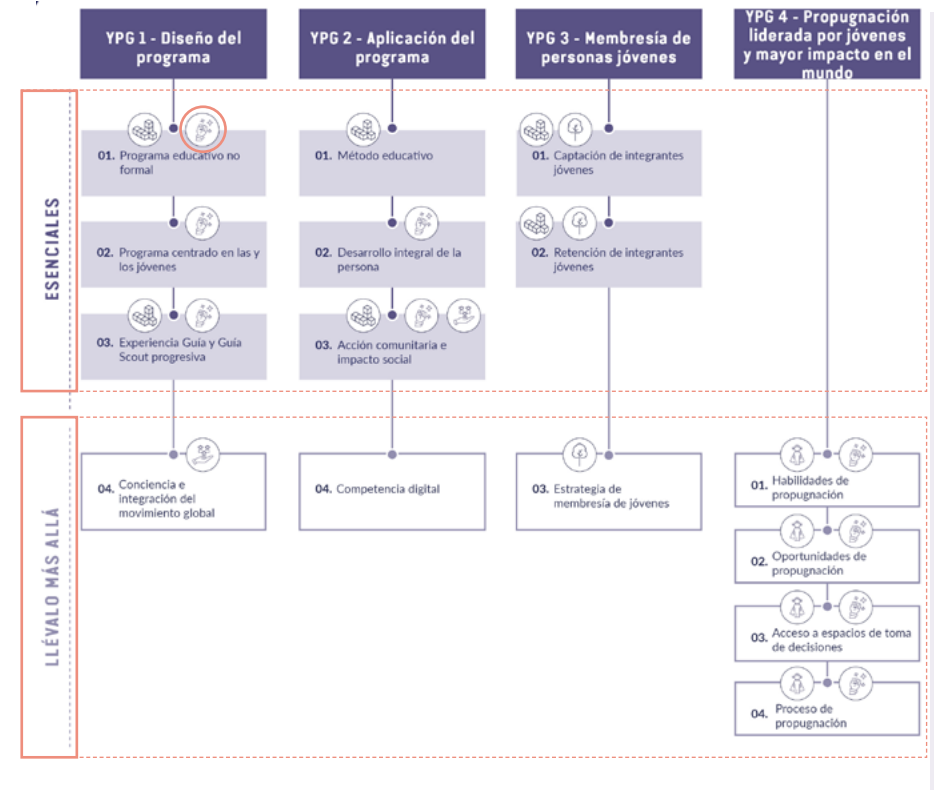 YPG 1 - Diseño del
programa
YPG 2 - Aplicación del
programa
YPG 3 - Membresía de
personas jóvenes
YPG 4 - Propugnación
liderada por jóvenes
y mayor impacto en el
mundo
ESENCIALES
01. Programa educativo no
formal
02. Programa centrado en las y
los jóvenes
03. Experiencia Guía y Guía
Scout progresiva
01. Método educativo
02. Desarrollo integral de la
persona
03. Acción comunitaria e
impacto social
01. Captación de integrantes
jóvenes
02. Retención de integrantes
jóvenes
LLÉVALO MÁS ALLÁ
04. Conciencia e
integración del
movimiento global
04. Competencia digital
03. Estrategia de
membresía de jóvenes
01. Habilidades de
propugnación
02. Oportunidades de
propugnación
03. Acceso a espacios de toma
de decisiones
04. Proceso de
propugnación